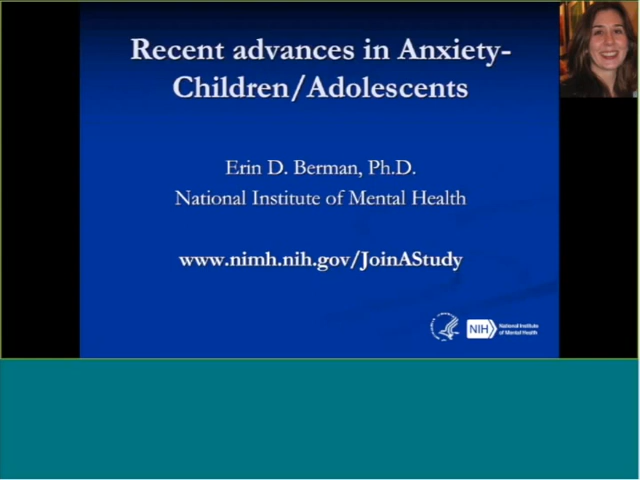 Recent advances in Anxiety-
Children/Adolescents
Erin D. Berman, Ph.D.
National Institute of Mental Health
www.nimh.nih.gov/JoinAStudy
NIH National Institute
of Mental Health